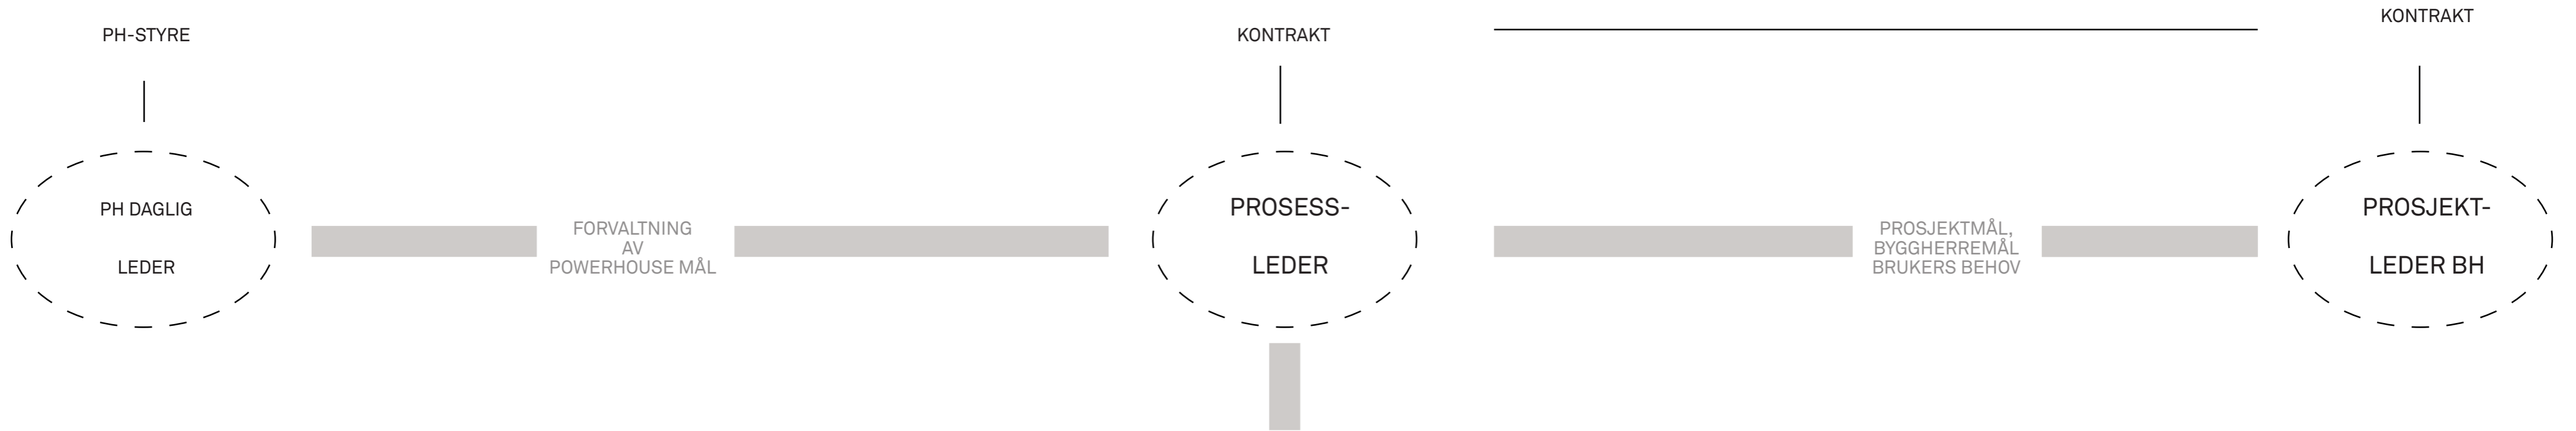 PH-STYRE
KONTRAKT
KONTRAKT
PH DAGLIG
LEDER
FORVALTNING
AV
POWERHOUSE MÅL
PROSESS-
LEDER
PROSJEKTMÅL,
BYGGHERREMÅL
BRUKERS BEHOV
PROSJEKT-
LEDER BH